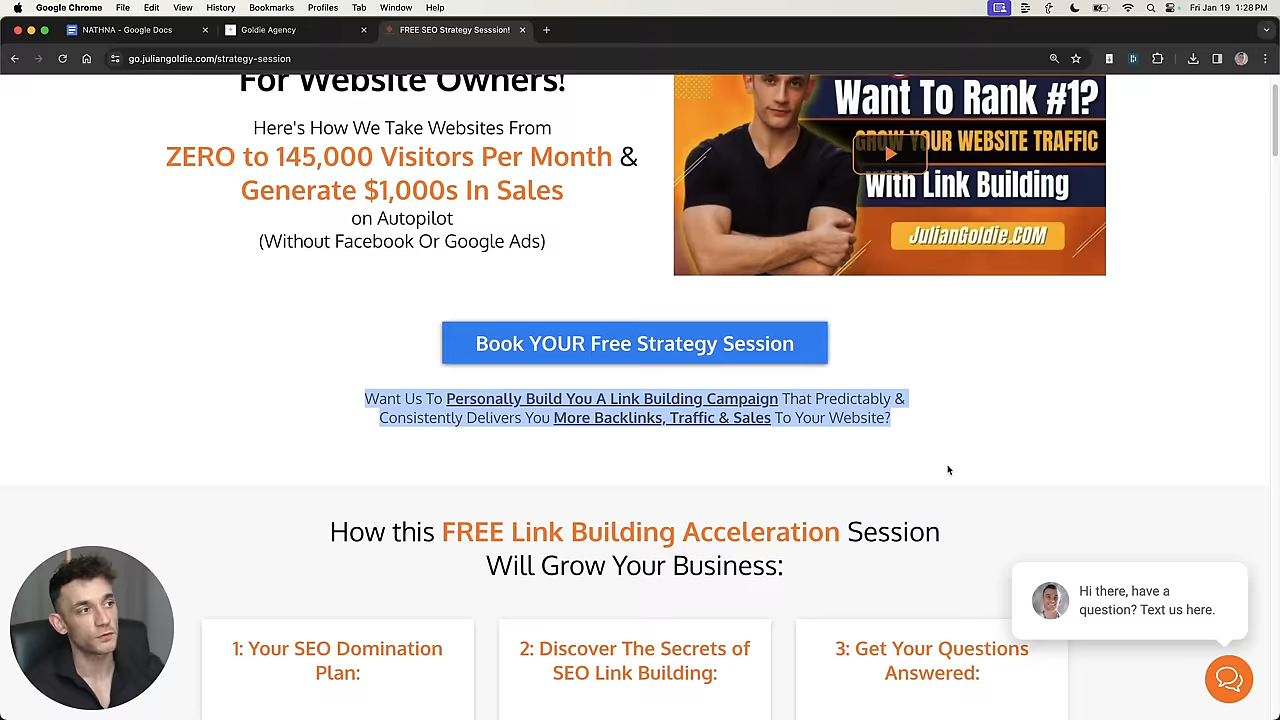 Google Chrome File Edit View History Bookmarks Profiles Tab Window Help Fri Jan 19 1:28 PM
NATHNA - Google Docs
Goldie Agency
FREE SEO Strategy Sesssion!
go.juliangoldie.com/strategy-session
For Website Owners!
Here's How We Take Websites From
ZERO to 145,000 Visitors Per Month &
Generate $1,000s In Sales
on Autopilot
(Without Facebook Or Google Ads)
Want To Rank #1?
GROW YOUR WEBSITE TRAFFIC
With Link Building
JulianGoldie.COM
Book YOUR Free Strategy Session
Want Us To Personally Build You A Link Building Campaign That Predictably &
Consistently Delivers You More Backlinks, Traffic & Sales To Your Website?
How this FREE Link Building Acceleration Session
Will Grow Your Business:
1: Your SEO Domination
Plan:
2: Discover The Secrets of
SEO Link Building:
3: Get Your Questions
Answered:
Hi there, have a
question? Text us here.